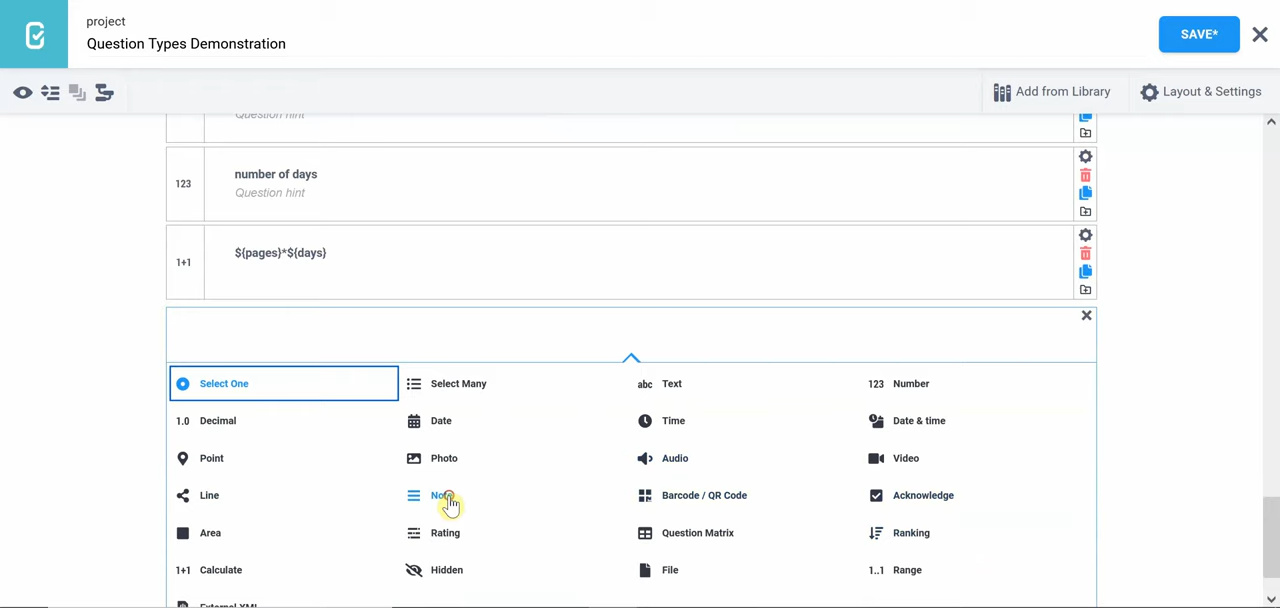 project
Question Types Demonstration
SAVE*
Add from Library
Layout & Settings
Question hint
123
number of days
Question hint
1+1
${pages}*${days}
Select One
Select Many
abc Text
123 Number
1.0 Decimal
Date
Time
Date & time
Point
Photo
Audio
Video
Line
Note
Barcode / QR Code
Acknowledge
Area
Rating
Question Matrix
Ranking
1+1 Calculate
Hidden
File
1..1 Range
External XML